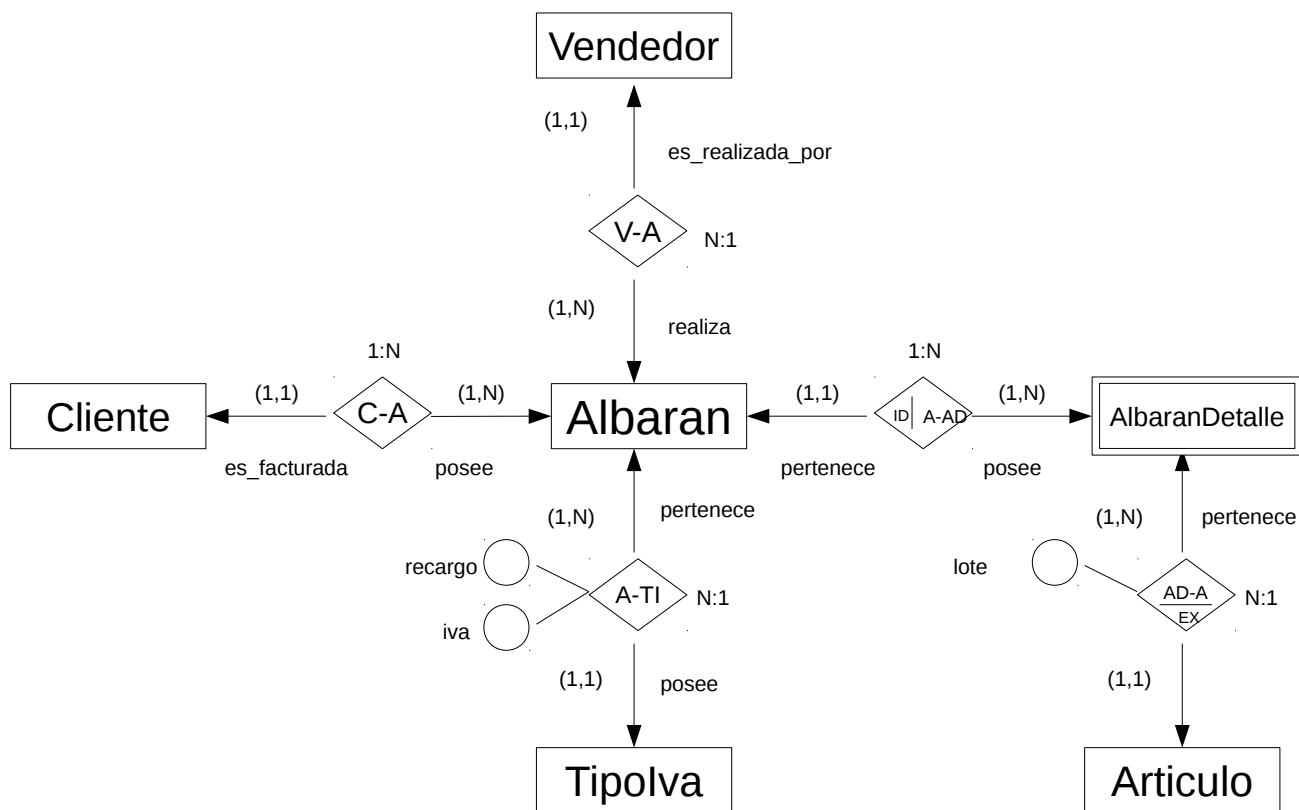 Vendedor
(1,1)
es_realizada_por
V-A
N:1
(1,N)
realiza
1:N
1:N
Cliente
(1,1)
C-A
(1,N)
Albaran
(1,1)
ID
A-AD
(1,N)
AlbaranDetalle
es_facturada
posee
pertenece
posee
(1,N)
pertenece
(1,N)
pertenece
recargo
lote
A-TI
N:1
AD-A
EX
N:1
iva
(1,1)
posee
(1,1)
TipoIva
Articulo